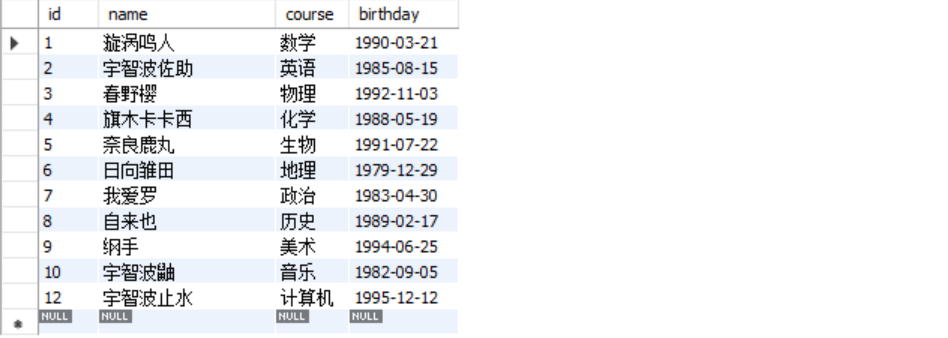 id name course birthday
1 漩涡鸣人 数学 1990-03-21
2 宇智波佐助 英语 1985-08-15
3 春野樱 物理 1992-11-03
4 旗木卡卡西 化学 1988-05-19
5 奈良鹿丸 生物 1991-07-22
6 日向雏田 地理 1979-12-29
7 我爱罗 政治 1983-04-30
8 自来也 历史 1989-02-17
9 纲手 美术 1994-06-25
10 宇智波鼬 音乐 1982-09-05
12 宇智波止水 计算机 1995-12-12
NULL NULL NULL NULL